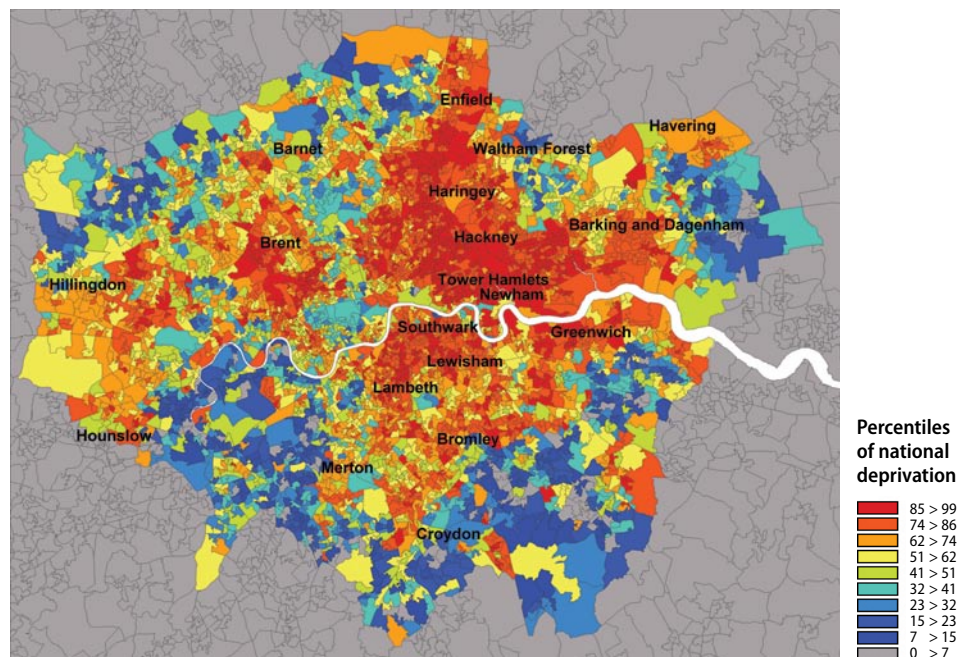 Enfield
Havering
Barnet
Waltham Forest
Haringey
Barking and Dagenham
Brent
Hackney
Hillingdon
Tower Hamlets
Newham
Southwark
Greenwich
Lewisham
Lambeth
Hounslow
Bromley
Merton
Croydon
Percentiles
of national
deprivation
85 > 99
74 > 86
62 > 74
51 > 62
41 > 51
32 > 41
23 > 32
15 > 23
7 > 15
0 > 7